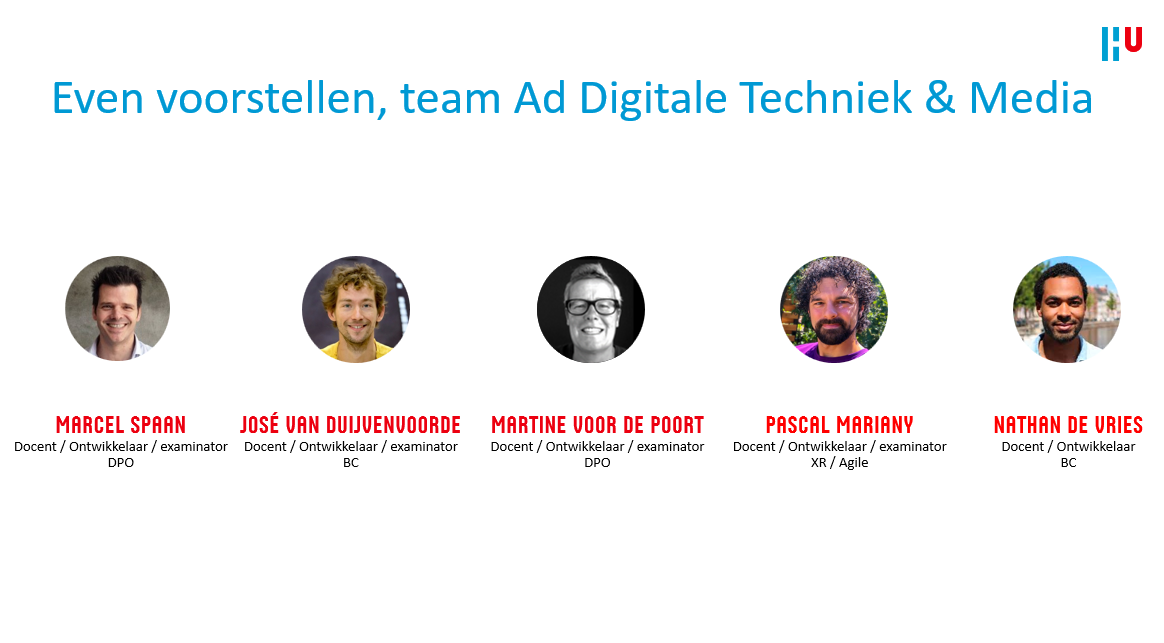 HU
Even voorstellen, team Ad Digitale Techniek & Media
MARCEL SPAAN
Docent / Ontwikkelaar / examinator
DPO
JOSÉ VAN DUIJVENVOORDE
Docent / Ontwikkelaar / examinator
BC
MARTINE VOOR DE POORT
Docent / Ontwikkelaar / examinator
DPO
PASCAL MARIANY
Docent / Ontwikkelaar / examinator
XR / Agile
NATHAN DE VRIES
Docent / Ontwikkelaar
BC